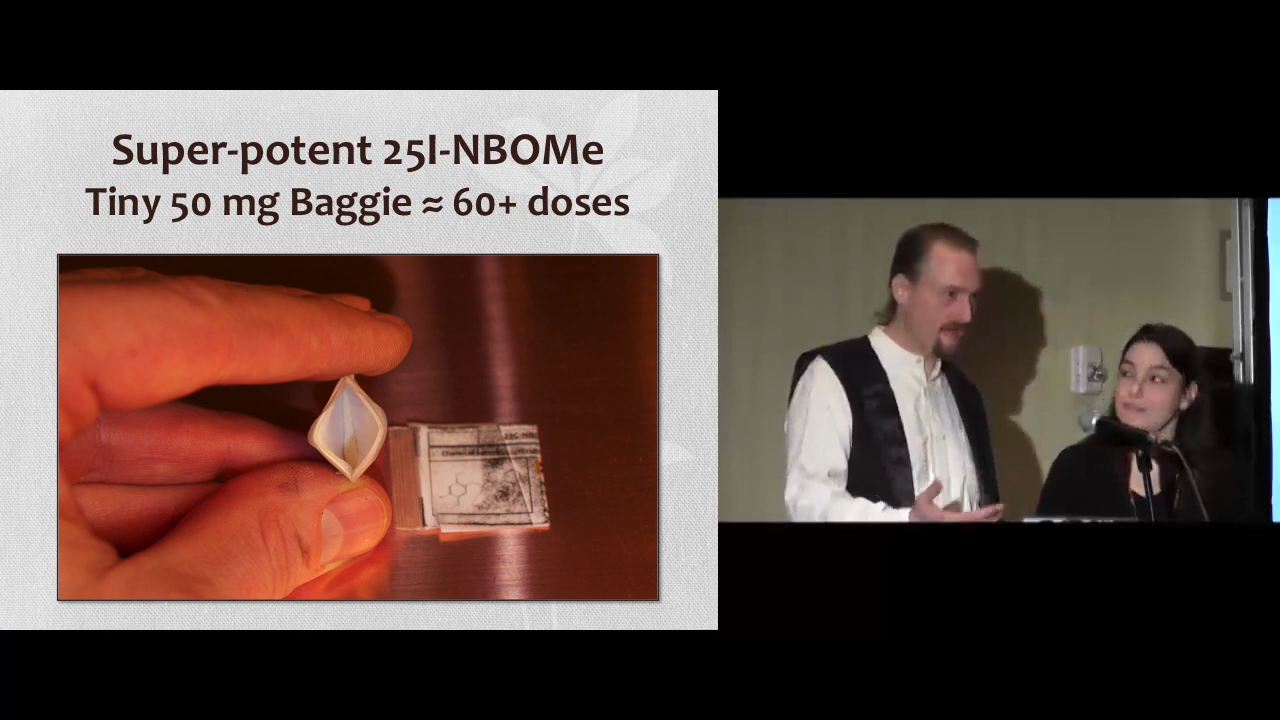 Super-potent 25I-NBOMe
Tiny 50 mg Baggie ≈ 60+ doses